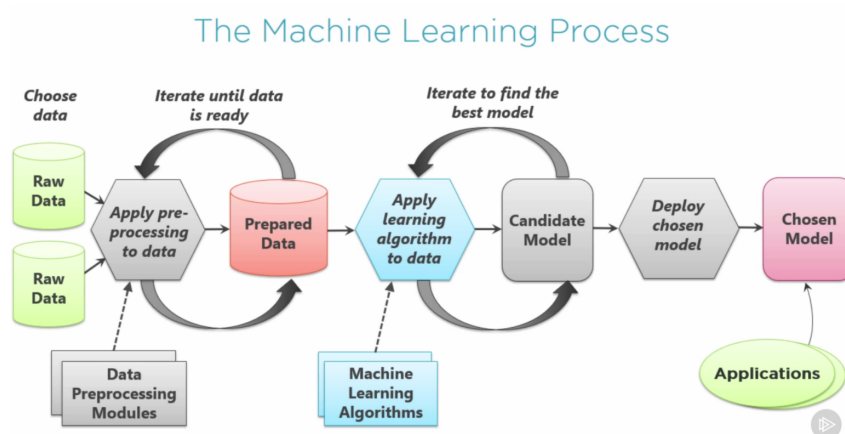 The Machine Learning Process
Choose
data
Iterate until data
is ready
Iterate to find the
best model
Raw
Data
Raw
Data
Apply pre-
processing
to data
Prepared
Data
Apply
learning
algorithm
to data
Candidate
Model
Deploy
chosen
model
Chosen
Model
Data
Preprocessing
Modules
Machine
Learning
Algorithms
Applications